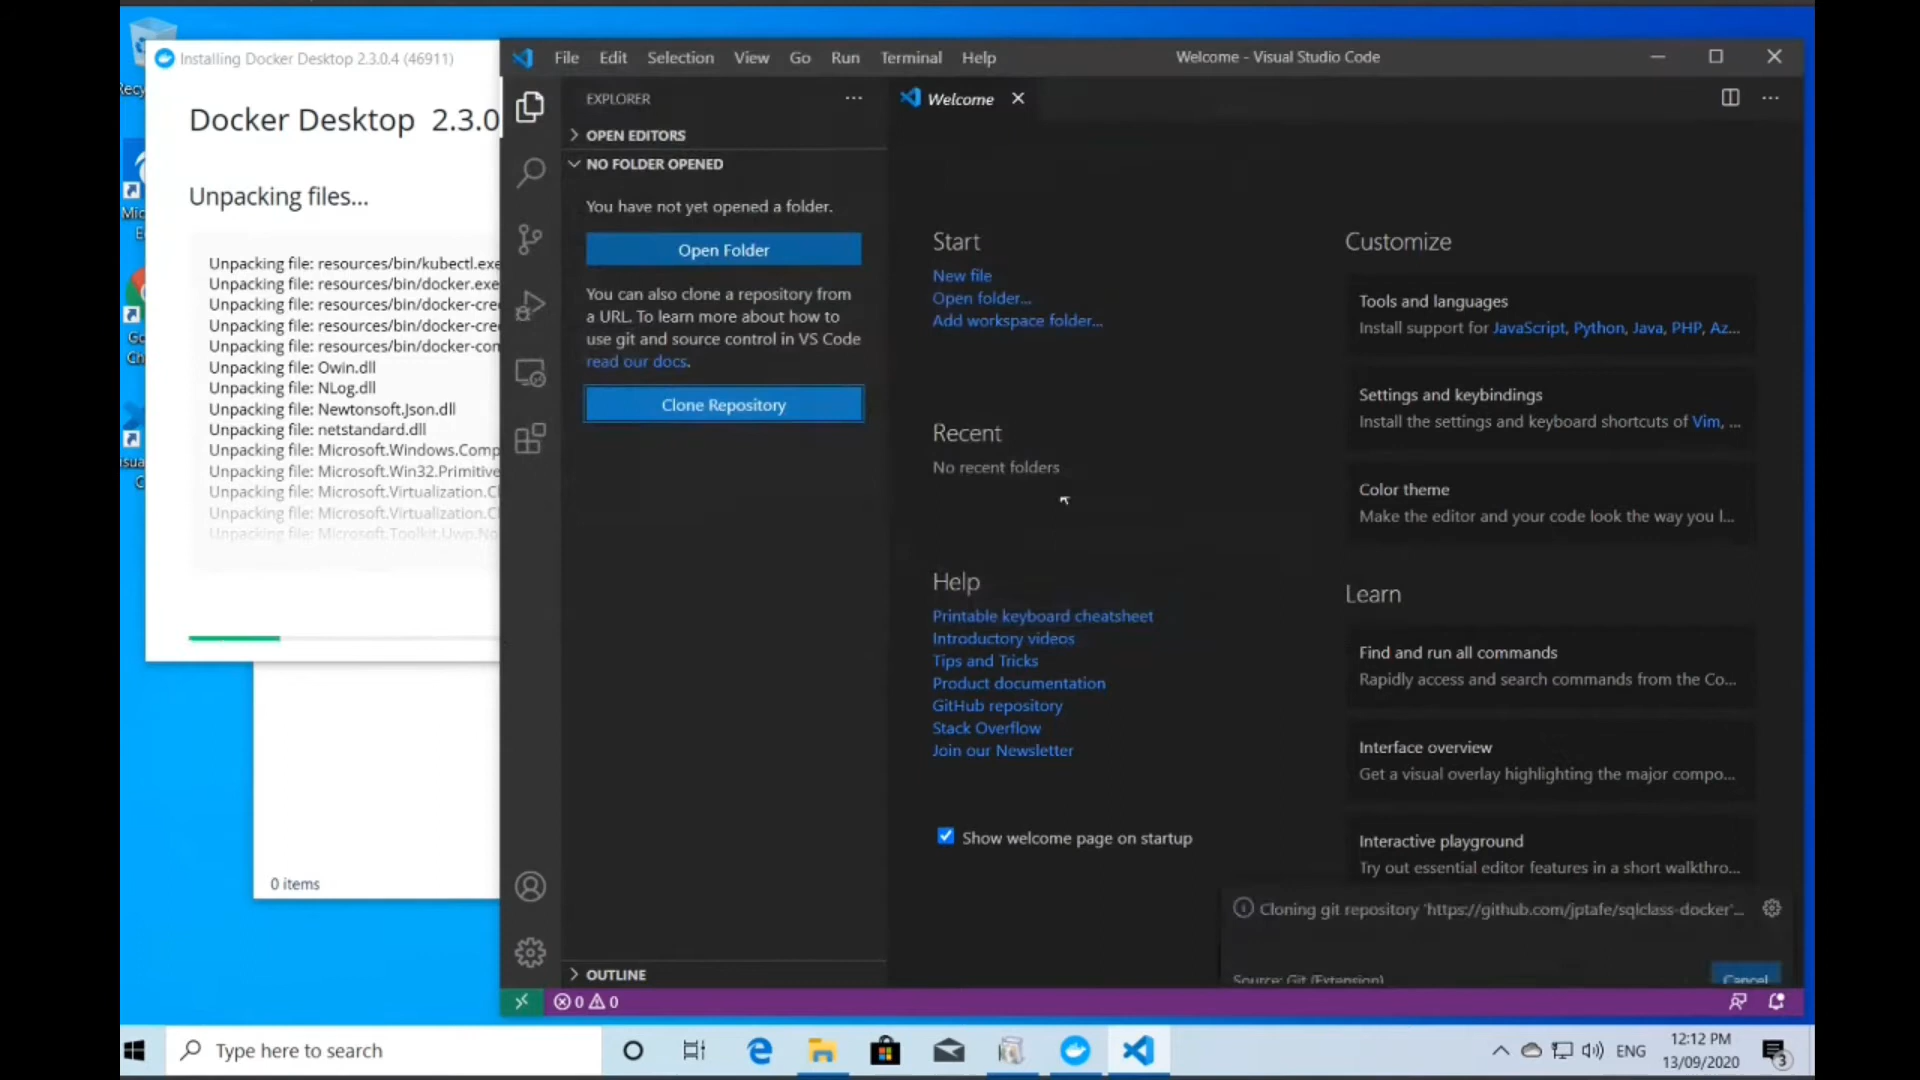 Installing Docker Desktop 2.3.0.4 (46911)
Docker Desktop 2.3.0
Unpacking files...
Unpacking file: resources/bin/kubectl.exe
Unpacking file: resources/bin/docker.exe
Unpacking file: resources/bin/docker-cre
Unpacking file: resources/bin/docker-cre
Unpacking file: resources/bin/docker-com
Unpacking file: Owin.dll
Unpacking file: NLog.dll
Unpacking file: Newtonsoft.Json.dll
Unpacking file: netstandard.dll
Unpacking file: Microsoft.Windows.Comp
Unpacking file: Microsoft.Win32.Primitive
Unpacking file: Microsoft.Virtualization.Cl
Unpacking file: Microsoft.Virtualization.Cl
Unpacking file: Microsoft.Toolkit.Uwp.No
0 items
File Edit Selection View Go Run Terminal Help
Welcome - Visual Studio Code
EXPLORER
OPEN EDITORS
NO FOLDER OPENED
You have not yet opened a folder.
Open Folder
You can also clone a repository from
a URL. To learn more about how to
use git and source control in VS Code
read our docs.
Clone Repository
OUTLINE
Welcome
Start
New file
Open folder...
Add workspace folder...
Recent
No recent folders
Help
Printable keyboard cheatsheet
Introductory videos
Tips and Tricks
Product documentation
GitHub repository
Stack Overflow
Join our Newsletter
Show welcome page on startup
Customize
Tools and languages
Install support for JavaScript, Python, Java, PHP, Az...
Settings and keybindings
Install the settings and keyboard shortcuts of Vim, ...
Color theme
Make the editor and your code look the way you l...
Learn
Find and run all commands
Rapidly access and search commands from the Co...
Interface overview
Get a visual overlay highlighting the major compo...
Interactive playground
Try out essential editor features in a short walkthro...
Cloning git repository 'https://github.com/jptafe/sqlclass-docker'...
Source: Git (Extension)
Cancel
0 0
Type here to search
ENG
12:12 PM
13/09/2020
3